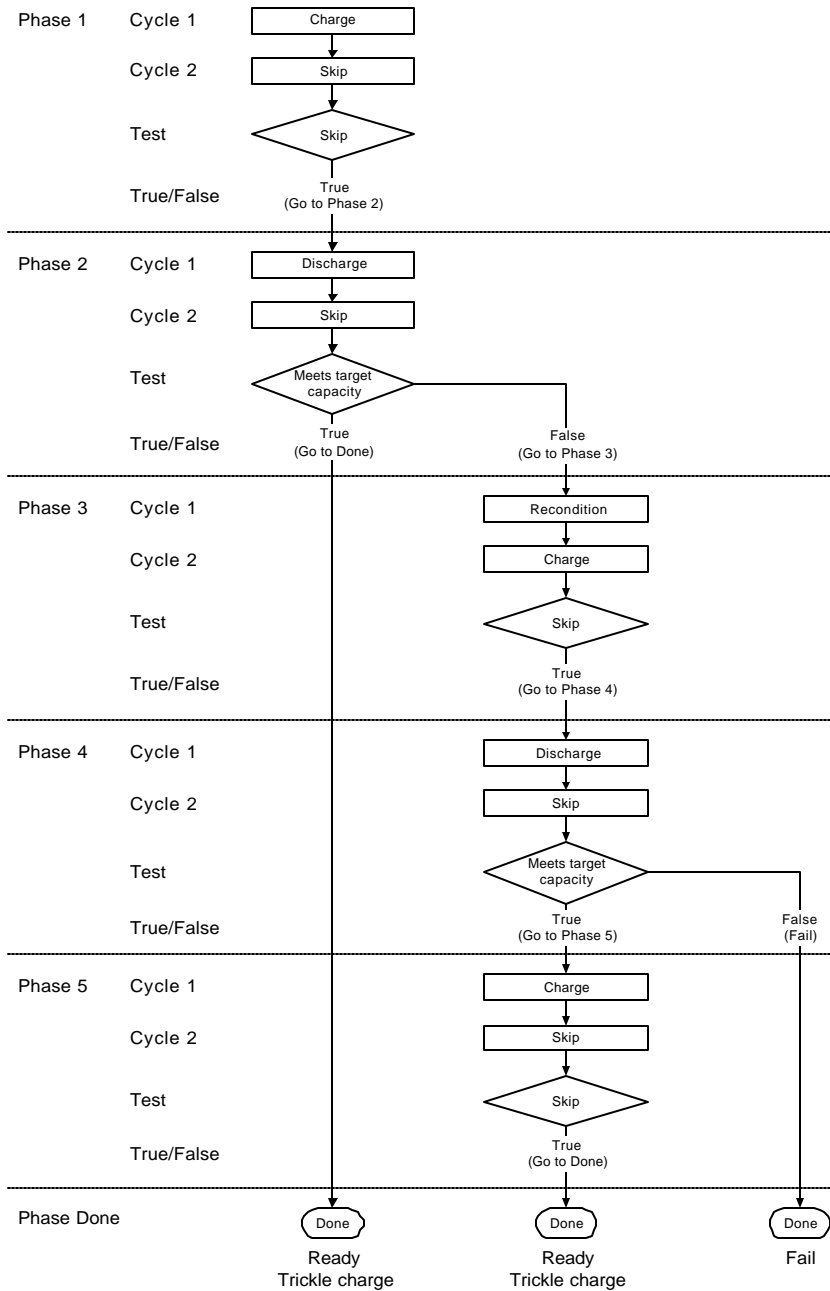 Phase 1 Cycle 1 Charge
Cycle 2 Skip
Test Skip
True/False True
(Go to Phase 2)
Phase 2 Cycle 1 Discharge
Cycle 2 Skip
Test Meets target
capacity
True/False True False
(Go to Done) (Go to Phase 3)
Phase 3 Cycle 1 Recondition
Cycle 2 Charge
Test Skip
True/False True
(Go to Phase 4)
Phase 4 Cycle 1 Discharge
Cycle 2 Skip
Test Meets target
capacity
True/False True False
(Go to Phase 5) (Fail)
Phase 5 Cycle 1 Charge
Cycle 2 Skip
Test Skip
True/False True
(Go to Done)
Phase Done Done Done Done
Ready Ready Fail
Trickle charge Trickle charge